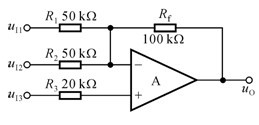 R1 50 kΩ
Rf
100 kΩ
uI1
R2 50 kΩ
uI2
−
A
R3 20 kΩ
uI3
+
uO